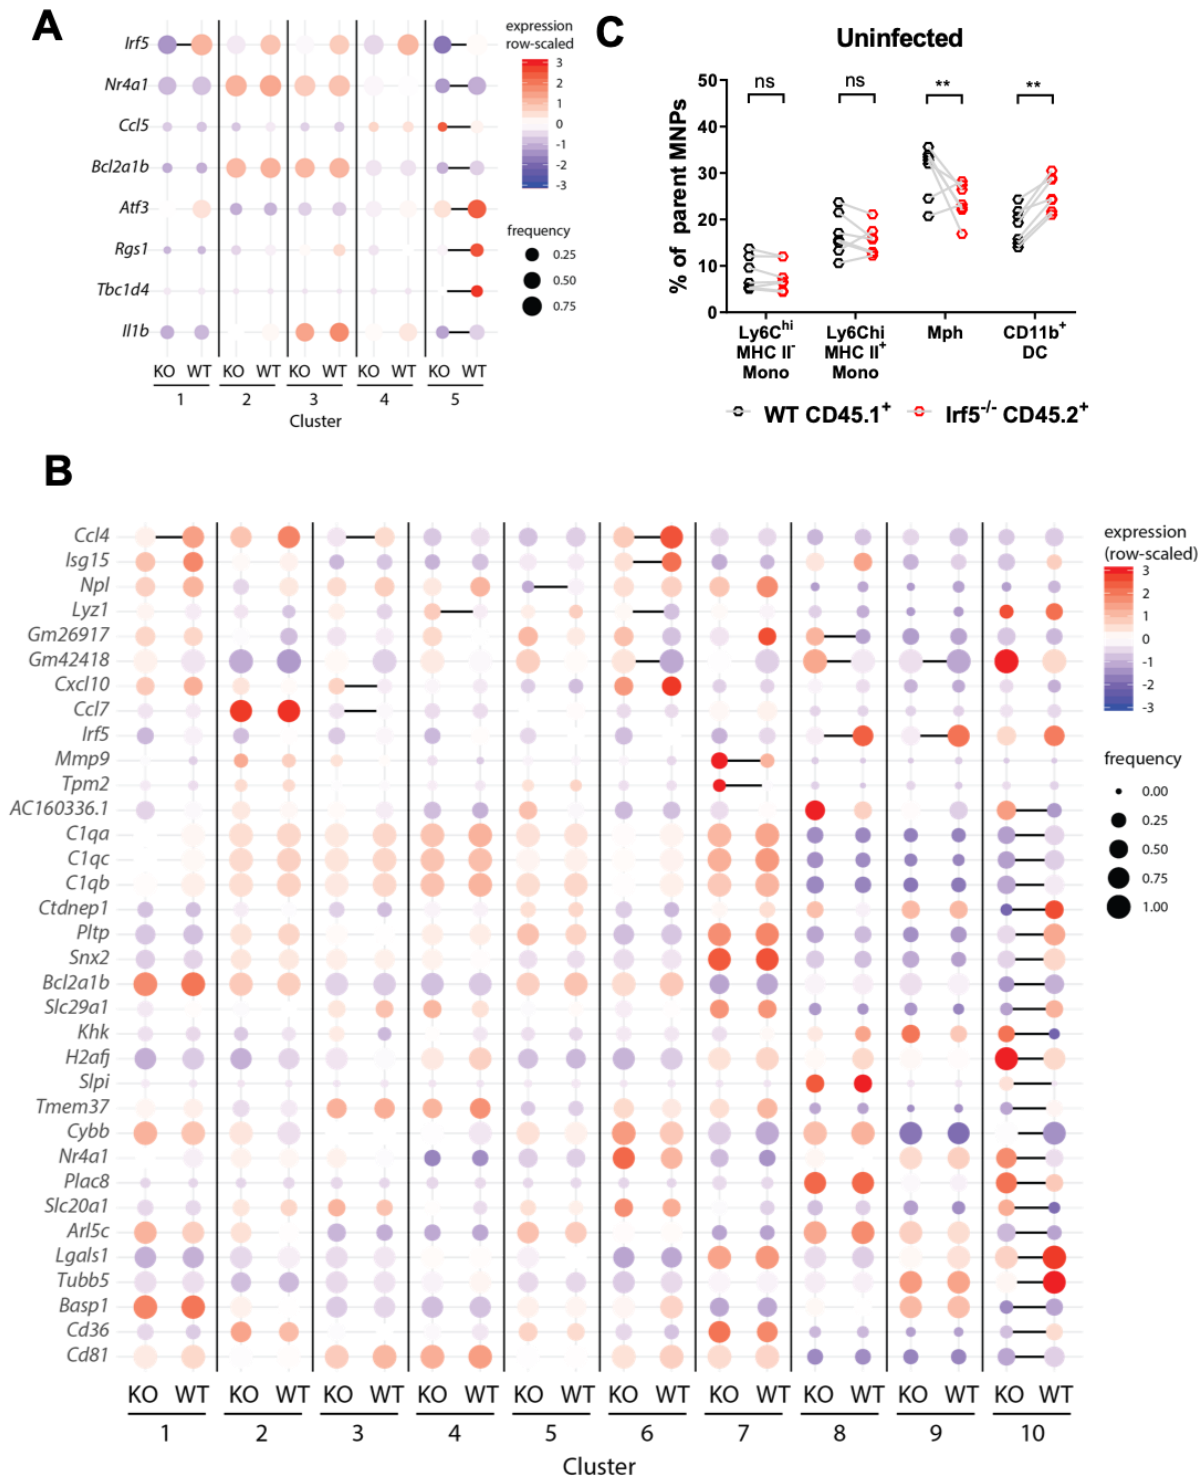 A
Irf5
Nr4a1
Ccl5
Bcl2a1b
Atf3
Rgs1
Tbc1d4
Il1b
KO WT KO WT KO WT KO WT KO WT
1 2 3 4 5
Cluster
expression
row-scaled
3
2
1
0
-1
-2
-3
frequency
0.25
0.50
0.75
C
Uninfected
% of parent MNPs
50
40
30
20
10
0
ns ns ** **
Ly6Chi
MHC II-
Mono
Ly6Chi
MHC II+
Mono
Mph
CD11b+
DC
WT CD45.1+ Irf5-/- CD45.2+
B
Ccl4
Isg15
Npl
Lyz1
Gm26917
Gm42418
Cxcl10
Ccl7
Irf5
Mmp9
Tpm2
AC160336.1
C1qa
C1qc
C1qb
Ctdnep1
Pltp
Snx2
Bcl2a1b
Slc29a1
Khk
H2afj
Slpi
Tmem37
Cybb
Nr4a1
Plac8
Slc20a1
Arl5c
Lgals1
Tubb5
Basp1
Cd36
Cd81
KO WT KO WT KO WT KO WT KO WT KO WT KO WT KO WT KO WT KO WT
1 2 3 4 5 6 7 8 9 10
Cluster
expression
(row-scaled)
3
2
1
0
-1
-2
-3
frequency
0.00
0.25
0.50
0.75
1.00